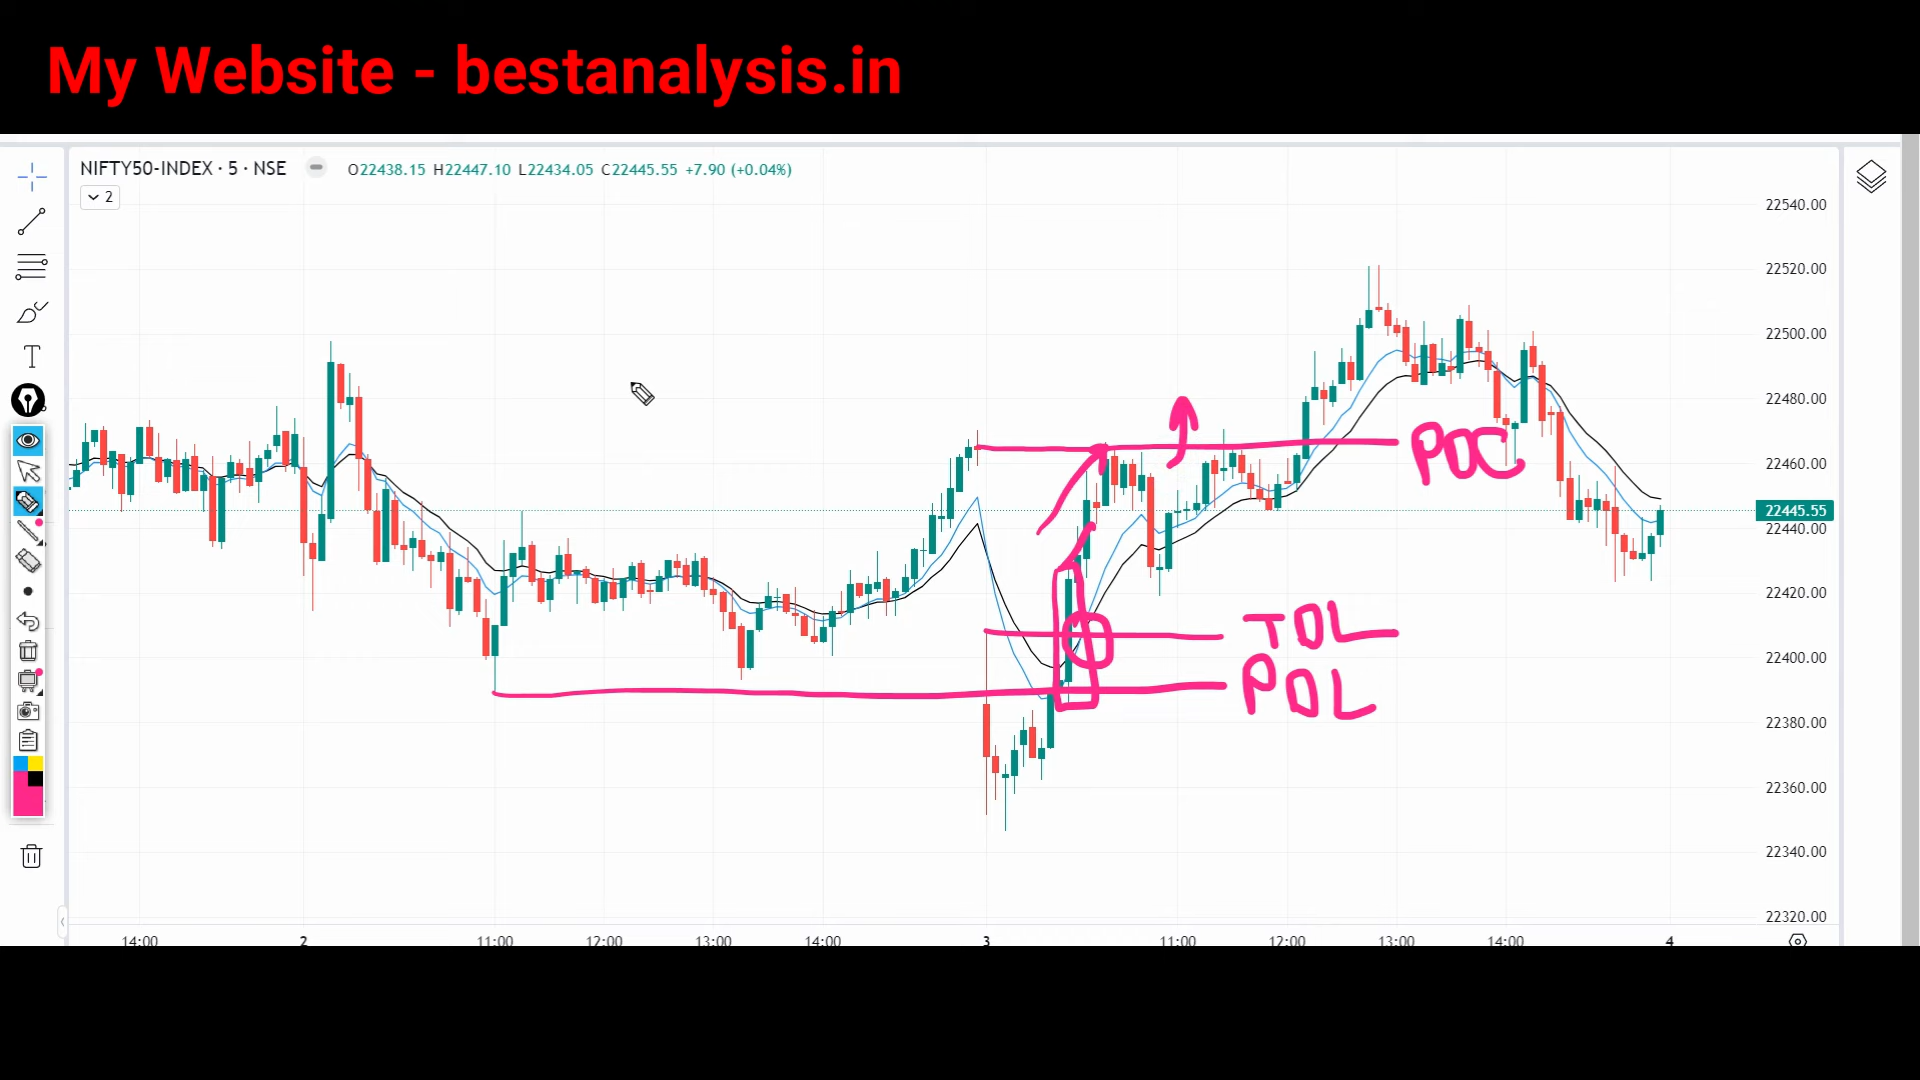 My Website - bestanalysis.in
NIFTY50-INDEX · 5 · NSE O22438.15 H22447.10 L22434.05 C22445.55 +7.90 (+0.04%)
2
22540.00
22520.00
22500.00
22480.00
PDC
22460.00
22445.55
22440.00
22420.00
TDL
22400.00
PDL
22380.00
22360.00
22340.00
22320.00
14:00 2 11:00 12:00 13:00 14:00 3 11:00 12:00 13:00 14:00 4